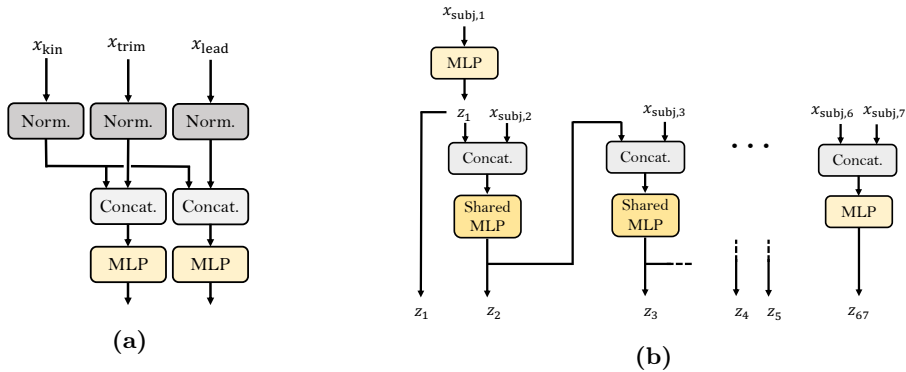 x_kin x_trim x_lead
Norm. Norm. Norm.
Concat. Concat.
MLP MLP
(a)
x_subj,1
MLP
z_1 x_subj,2 x_subj,3 x_subj,6 x_subj,7
Concat. Concat. • • • Concat.
Shared MLP Shared MLP MLP
z_1 z_2 z_3 z_4 z_5 z_67
(b)